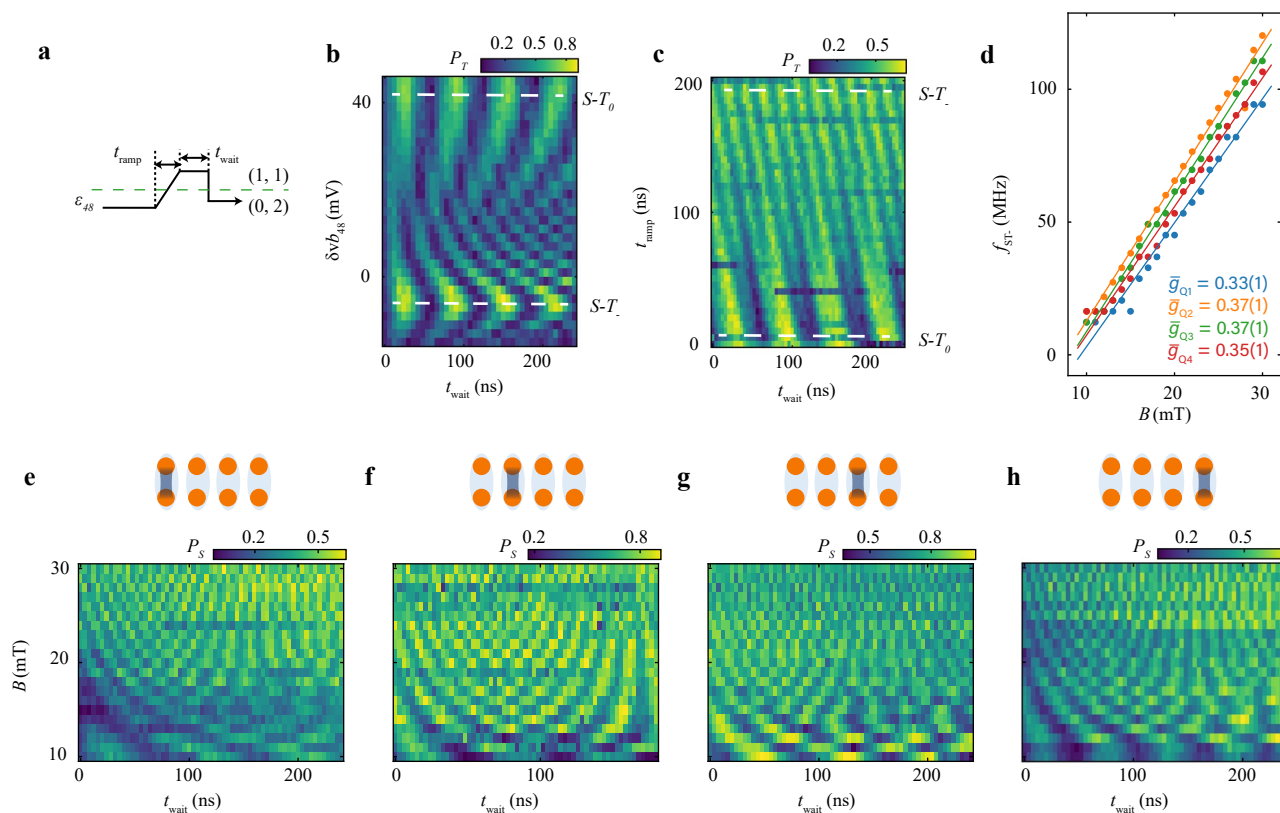 a
t_ramp
t_wait
(1, 1)
(0, 2)
ε_48
b
P_T
0.2 0.5 0.8
S-T_0
S-T_-
40
0
δvb_48 (mV)
0 100 200
t_wait (ns)
c
P_T
0.2 0.5
200
100
0
t_ramp (ns)
S-T_-
S-T_0
0 100 200
t_wait (ns)
d
100
50
0
f_ST- (MHz)
g̅_Q1 = 0.33(1)
g̅_Q2 = 0.37(1)
g̅_Q3 = 0.37(1)
g̅_Q4 = 0.35(1)
10 20 30
B (mT)
e
P_S
0.2 0.5
30
20
10
B (mT)
0 100 200
t_wait (ns)
f
P_S
0.2 0.8
0 100
t_wait (ns)
g
P_S
0.5 0.8
0 100 200
t_wait (ns)
h
P_S
0.2 0.5
0 100 200
t_wait (ns)